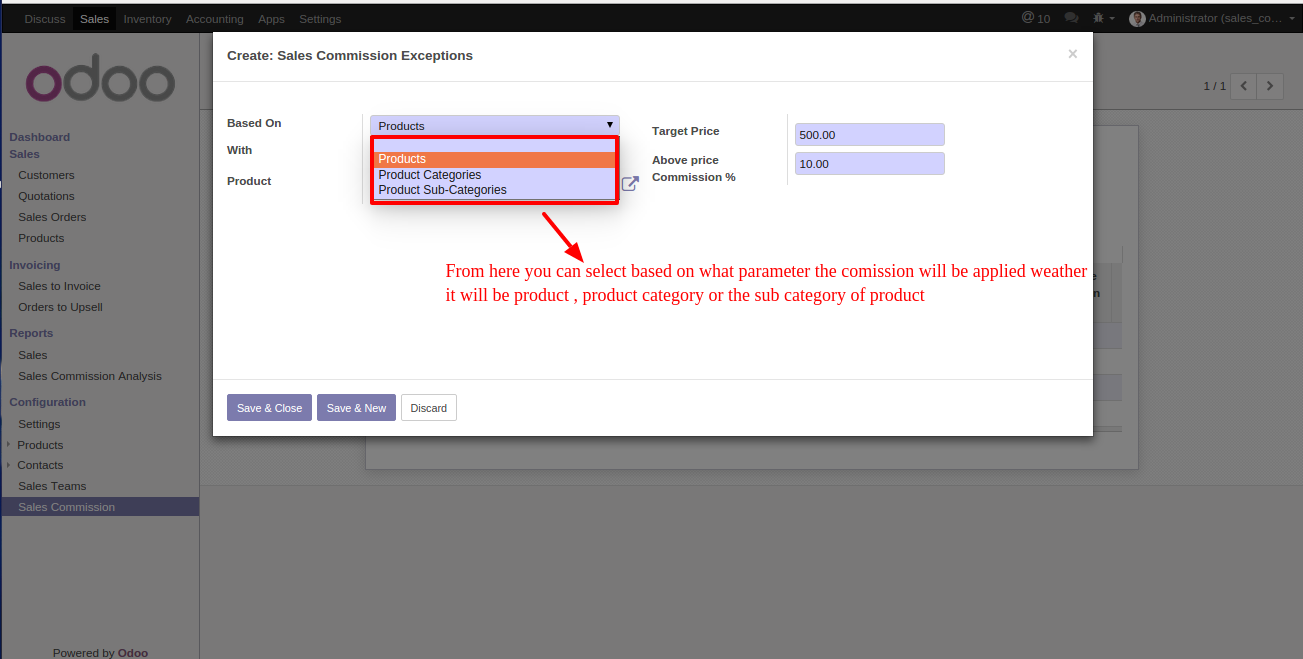 Discuss Sales Inventory Accounting Apps Settings
@ 10
Administrator (sales_co...
odoo
Create: Sales Commission Exceptions
×
1 / 1
Based On
Products
With
Product
Products
Product Categories
Product Sub-Categories
Target Price
500.00
Above price
Commission %
10.00
From here you can select based on what parameter the comission will be applied weather
it will be product , product category or the sub category of product
Save & Close
Save & New
Discard
Dashboard
Sales
Customers
Quotations
Sales Orders
Products
Invoicing
Sales to Invoice
Orders to Upsell
Reports
Sales
Sales Commission Analysis
Configuration
Settings
Products
Contacts
Sales Teams
Sales Commission
Powered by Odoo